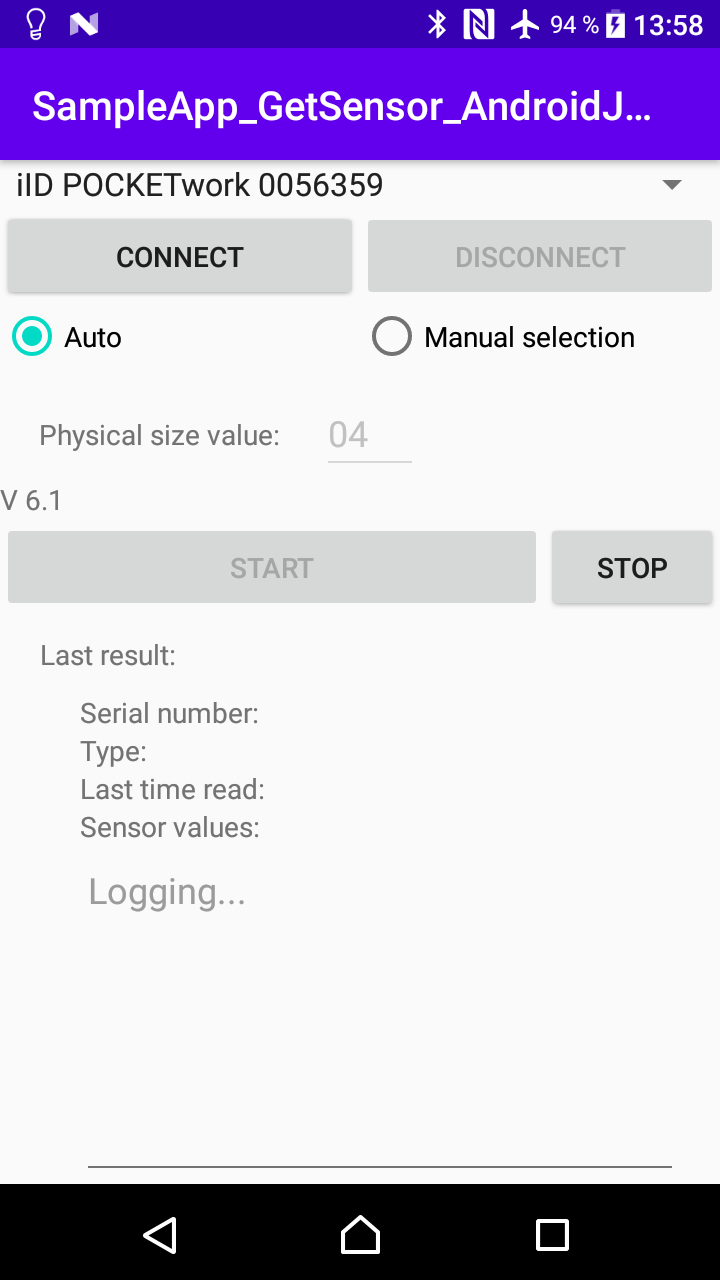 94 % 13:58
SampleApp_GetSensor_AndroidJ...
iID POCKETwork 0056359
CONNECT DISCONNECT
Auto Manual selection
Physical size value: 04
V 6.1
START STOP
Last result:
Serial number:
Type:
Last time read:
Sensor values:
Logging...